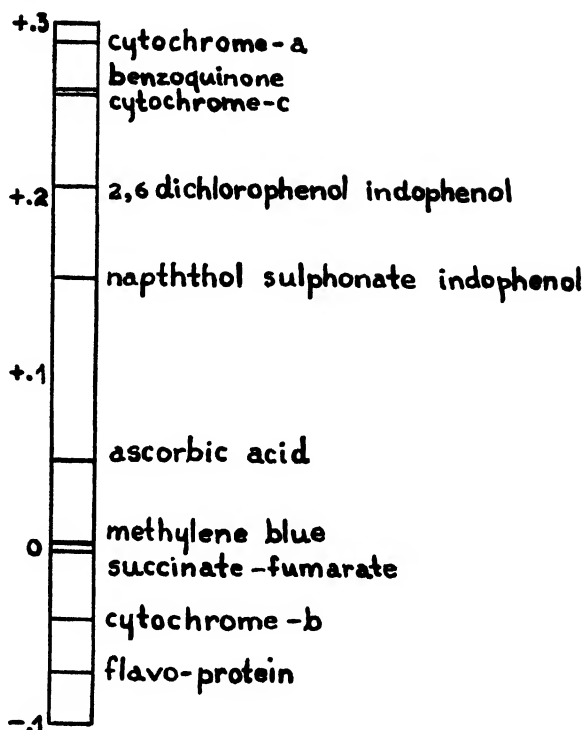 +.3
cytochrome-a
benzoquinone
cytochrome-c
+.2
2,6 dichlorophenol indophenol
napththol sulphonate indophenol
+.1
ascorbic acid
methylene blue
0
succinate-fumarate
cytochrome-b
flavo-protein
-.1